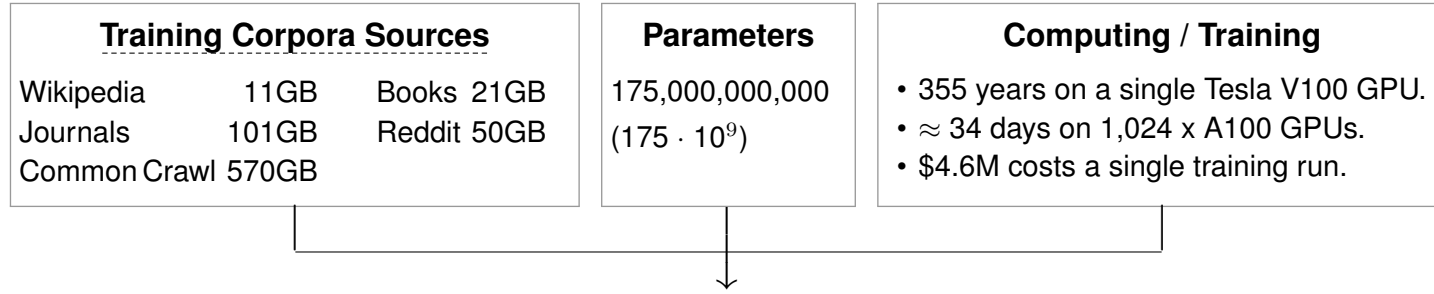 Training Corpora Sources
Wikipedia 11GB Books 21GB
Journals 101GB Reddit 50GB
Common Crawl 570GB
Parameters
175,000,000,000
(175 · 10⁹)
Computing / Training
• 355 years on a single Tesla V100 GPU.
• ≈ 34 days on 1,024 x A100 GPUs.
• $4.6M costs a single training run.